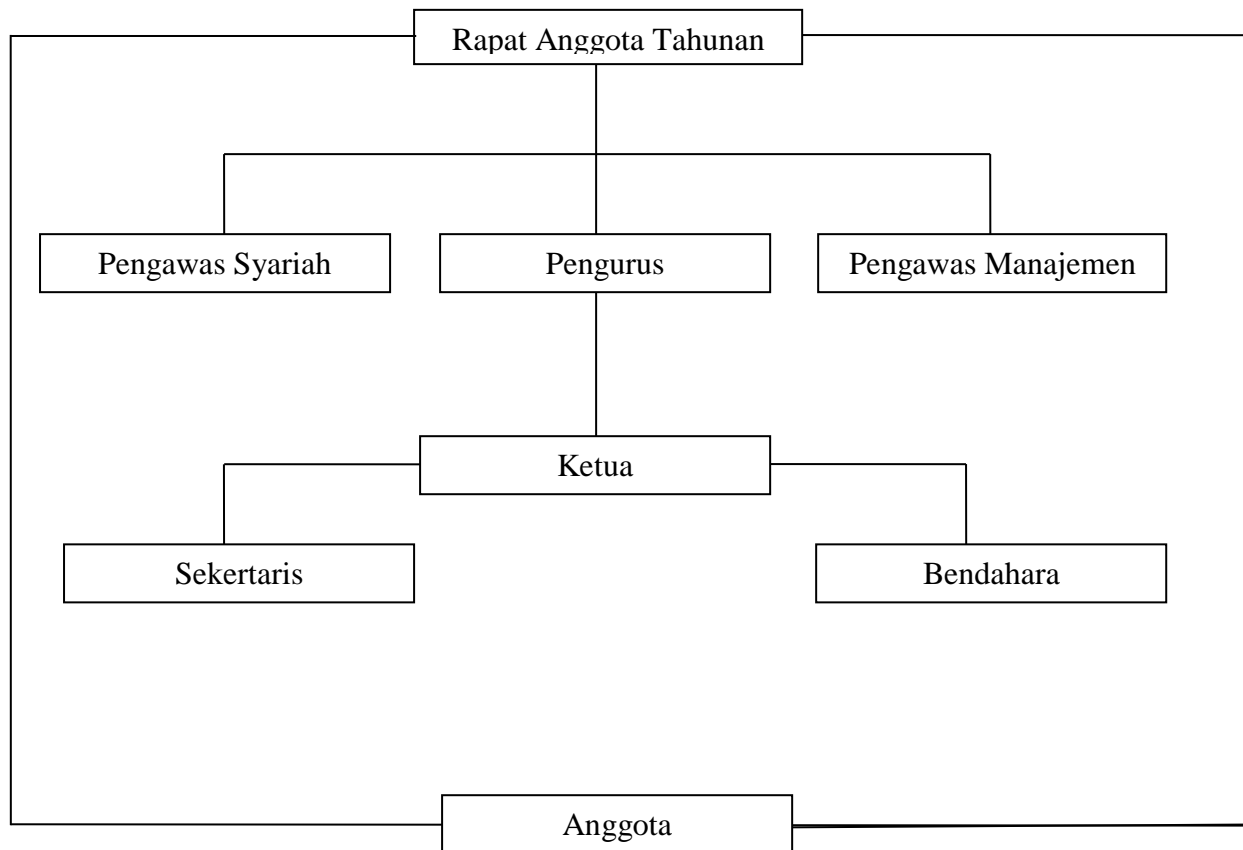 Rapat Anggota Tahunan
Pengawas Syariah
Pengurus
Pengawas Manajemen
Ketua
Sekertaris
Bendahara
Anggota